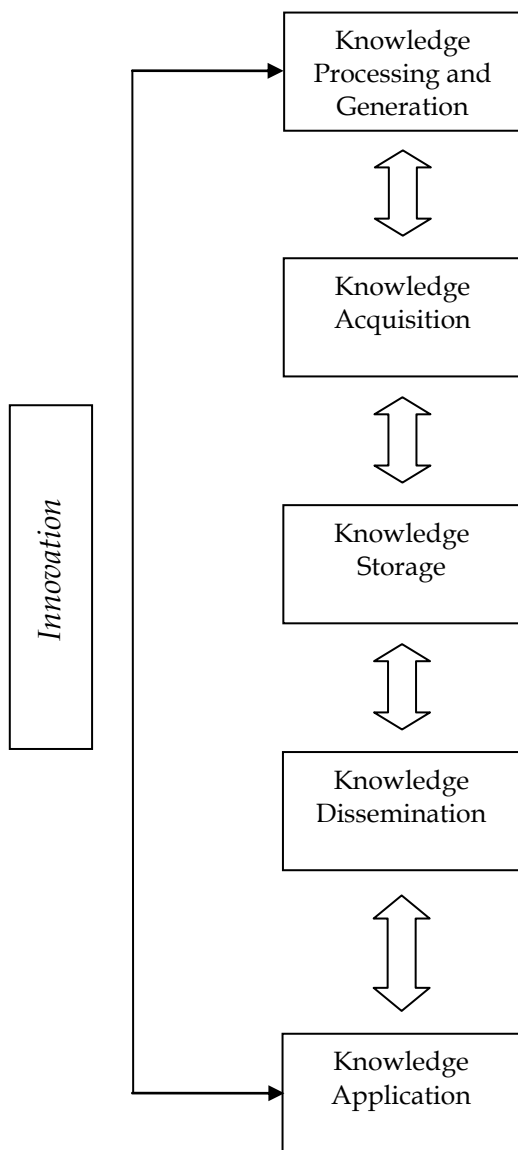 Knowledge
Processing and
Generation
Knowledge
Acquisition
Innovation
Knowledge
Storage
Knowledge
Dissemination
Knowledge
Application